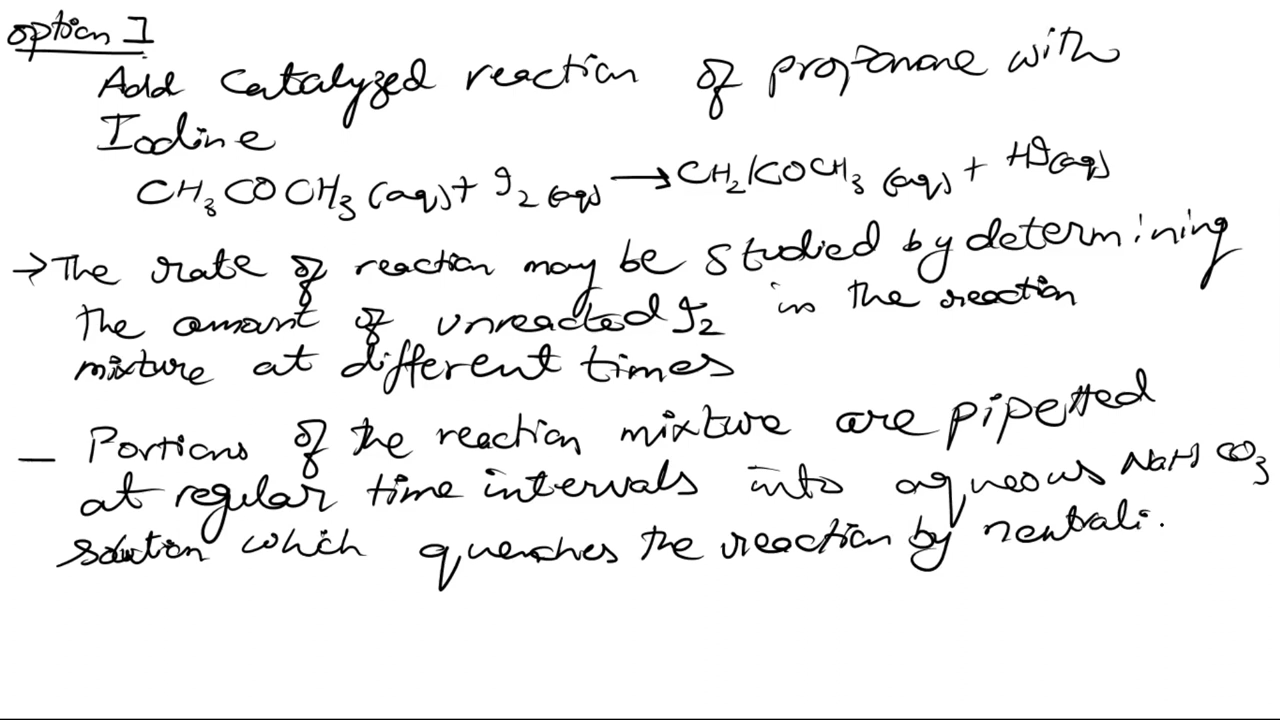 Option I
Acid Catalyzed reaction of propanone with
Iodine
CH₃COCH₃ (aq) + I₂ (aq) → CH₂ICOCH₃ (aq) + HI(aq)
→ The rate of reaction may be studied by determining
the amount of unreacted I₂ in the reaction
mixture at different times
— Portions of the reaction mixture are pipetted
at regular time intervals into aqueous NaHCO₃
solution which quenches the reaction by neutrali